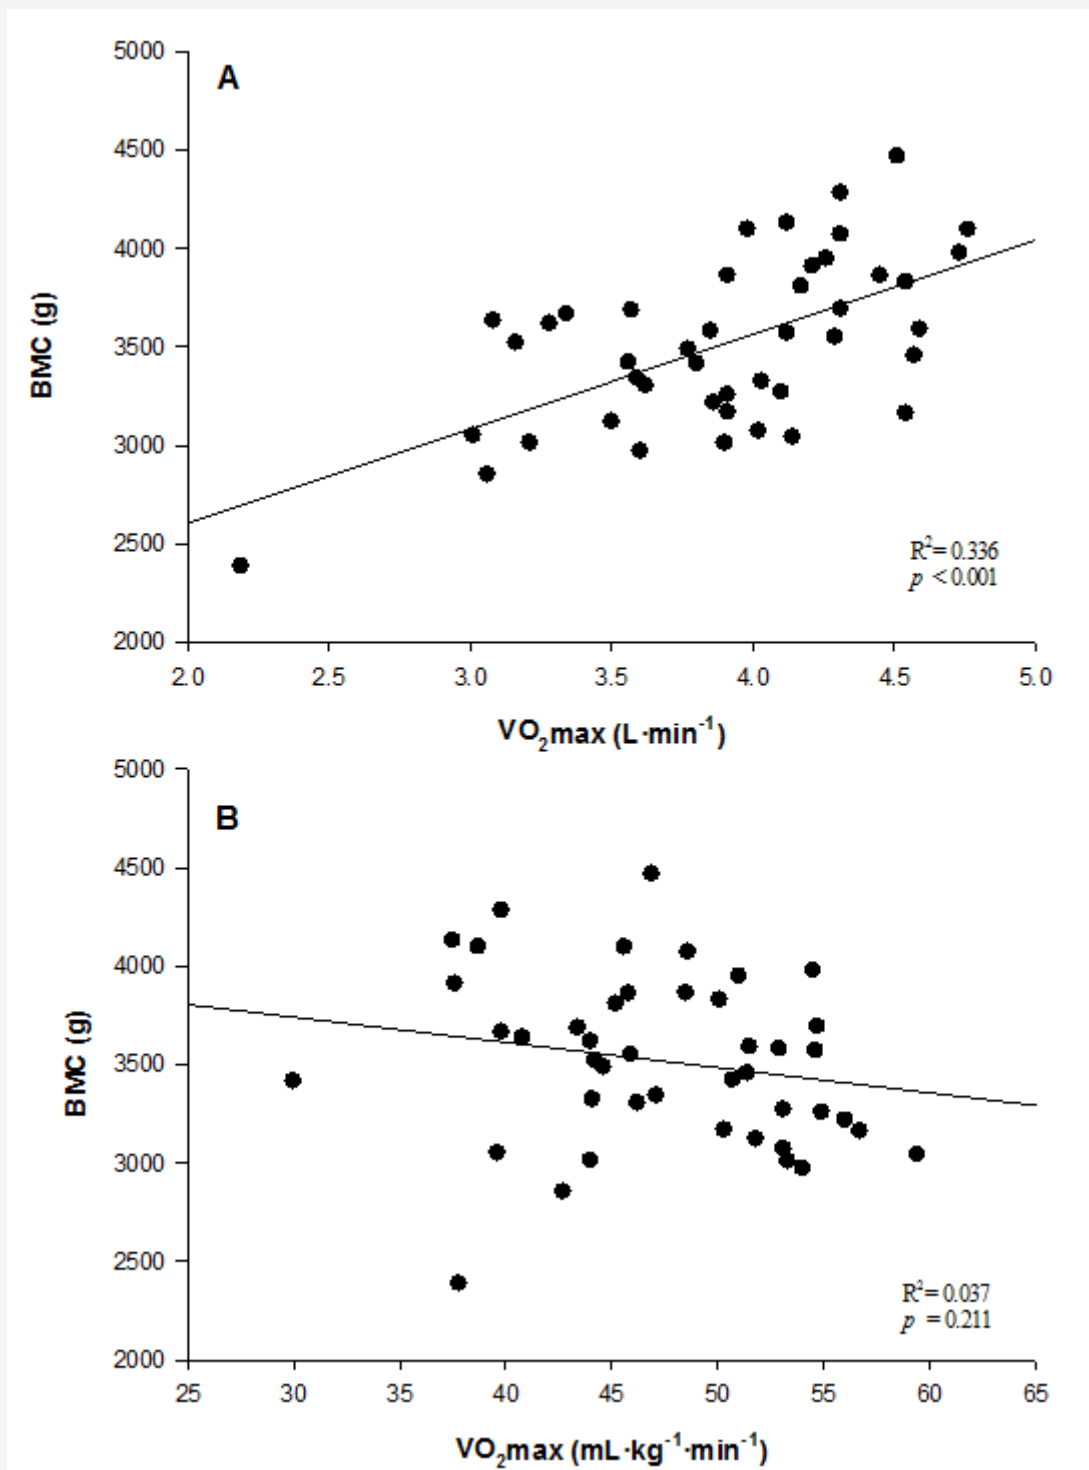 A
5000
4500
4000
3500
3000
2500
2000
BMC (g)
R²= 0.336
p < 0.001
2.0 2.5 3.0 3.5 4.0 4.5 5.0
VO₂max (L·min⁻¹)
B
5000
4500
4000
3500
3000
2500
2000
BMC (g)
R²= 0.037
p = 0.211
25 30 35 40 45 50 55 60 65
VO₂max (mL·kg⁻¹·min⁻¹)